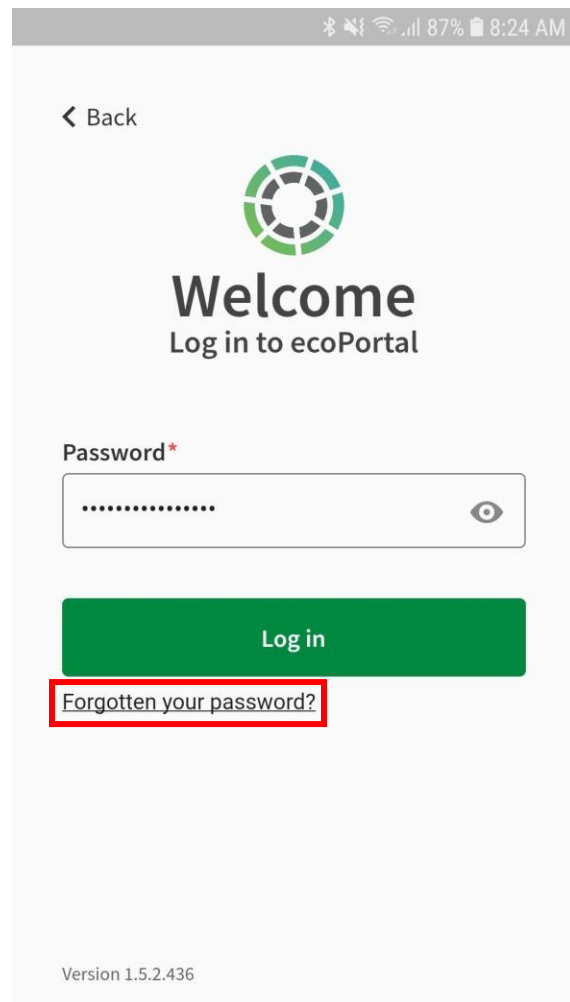 87% 8:24 AM
Back
Welcome
Log in to ecoPortal
Password*
••••••••••••••••
Log in
Forgotten your password?
Version 1.5.2.436